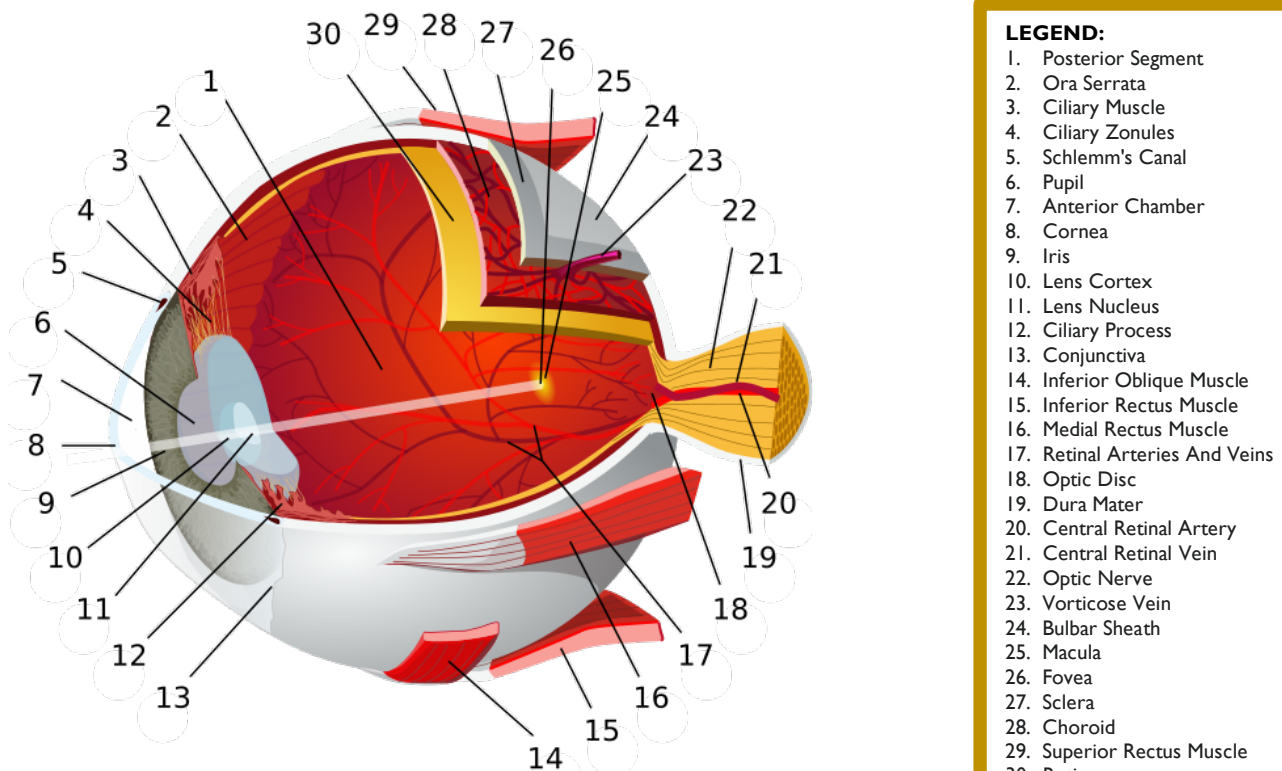 30 29 28 27 26
1 25
2 24
3 23
4 22
5 21
6
7
8
9 20
10 19
11 18
12 17
13 16
15
14
LEGEND:
1. Posterior Segment
2. Ora Serrata
3. Ciliary Muscle
4. Ciliary Zonules
5. Schlemm's Canal
6. Pupil
7. Anterior Chamber
8. Cornea
9. Iris
10. Lens Cortex
11. Lens Nucleus
12. Ciliary Process
13. Conjunctiva
14. Inferior Oblique Muscle
15. Inferior Rectus Muscle
16. Medial Rectus Muscle
17. Retinal Arteries And Veins
18. Optic Disc
19. Dura Mater
20. Central Retinal Artery
21. Central Retinal Vein
22. Optic Nerve
23. Vorticose Vein
24. Bulbar Sheath
25. Macula
26. Fovea
27. Sclera
28. Choroid
29. Superior Rectus Muscle